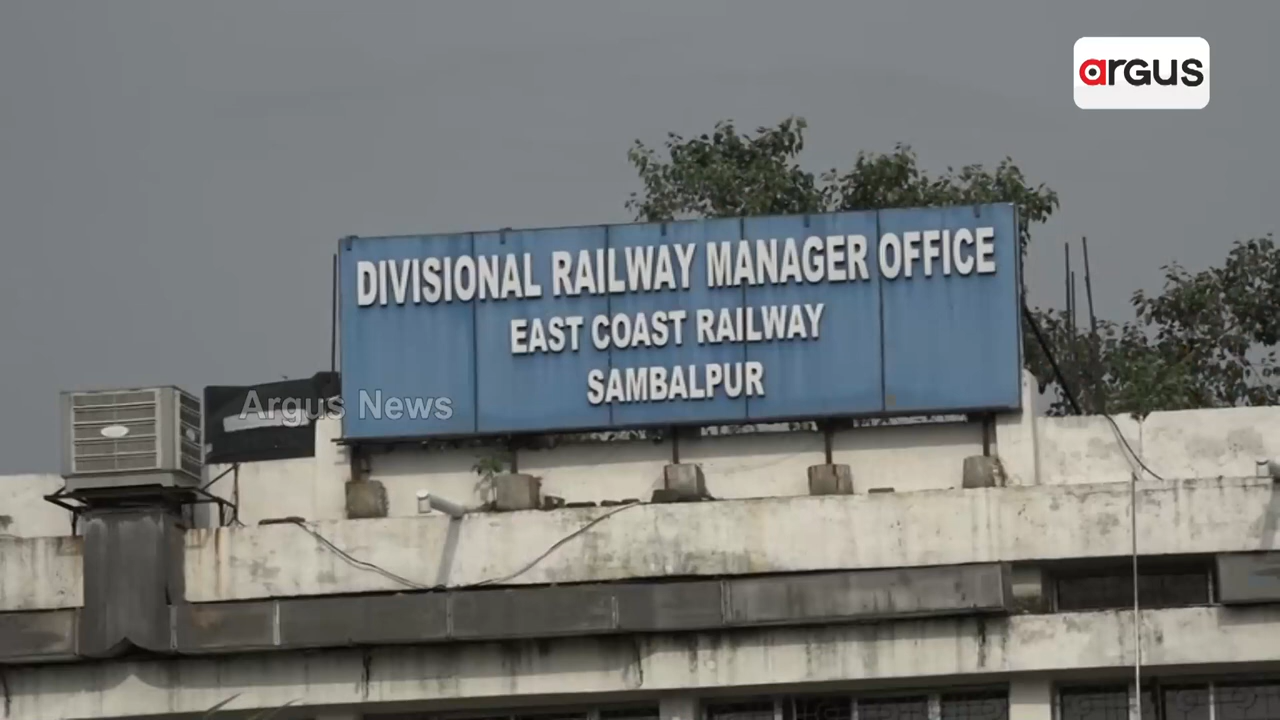 argus
DIVISIONAL RAILWAY MANAGER OFFICE
EAST COAST RAILWAY
SAMBALPUR
Argus News